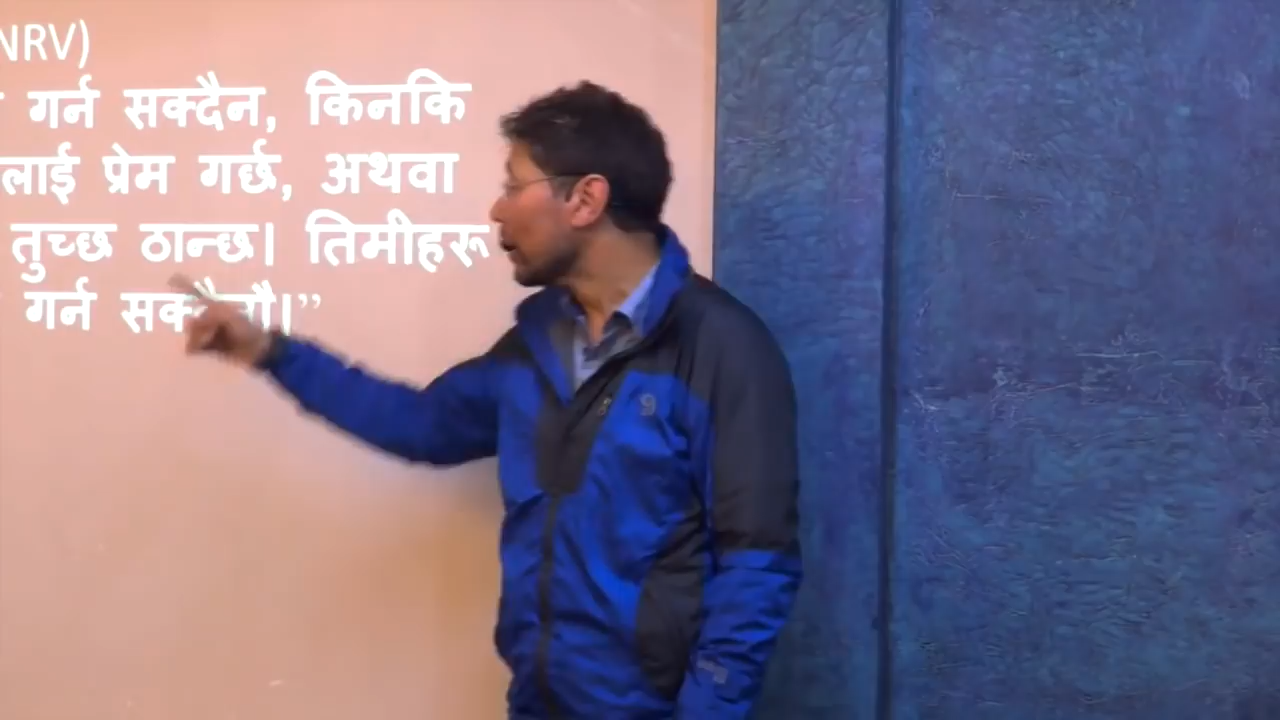 NRV)
गर्न सक्दैन, किनकि
लाई प्रेम गर्छ, अथवा
तुच्छ ठान्छ। तिमीहरू
गर्न